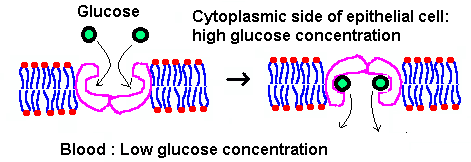 Glucose
Cytoplasmic side of epithelial cell:
high glucose concentration
Blood : Low glucose concentration